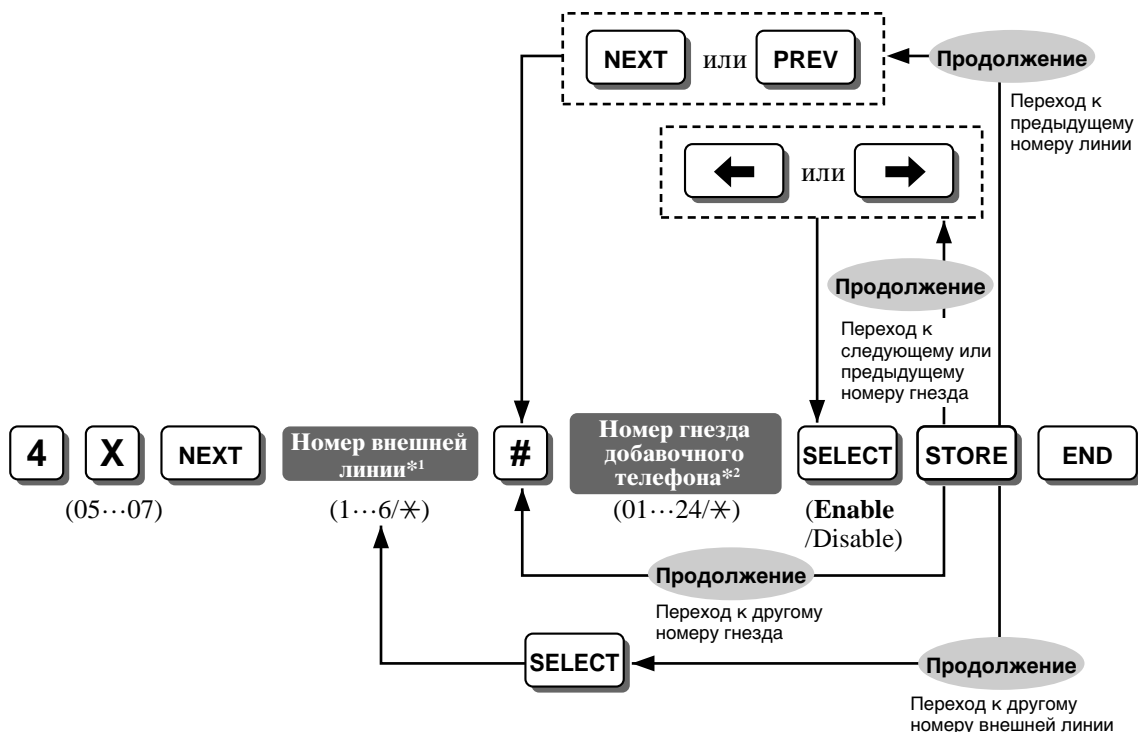 NEXT или PREV
Продолжение
Переход к
предыдущему
номеру линии
🡄 или 🡆
Продолжение
Переход к
следующему или
предыдущему
номеру гнезда
4 X NEXT Номер внешней линии*¹ # Номер гнезда добавочного телефона*² SELECT STORE END
(05···07) (1···6/✳) (01···24/✳) (Enable
/Disable)
Продолжение
Переход к другому
номеру гнезда
SELECT
Продолжение
Переход к другому
номеру внешней линии